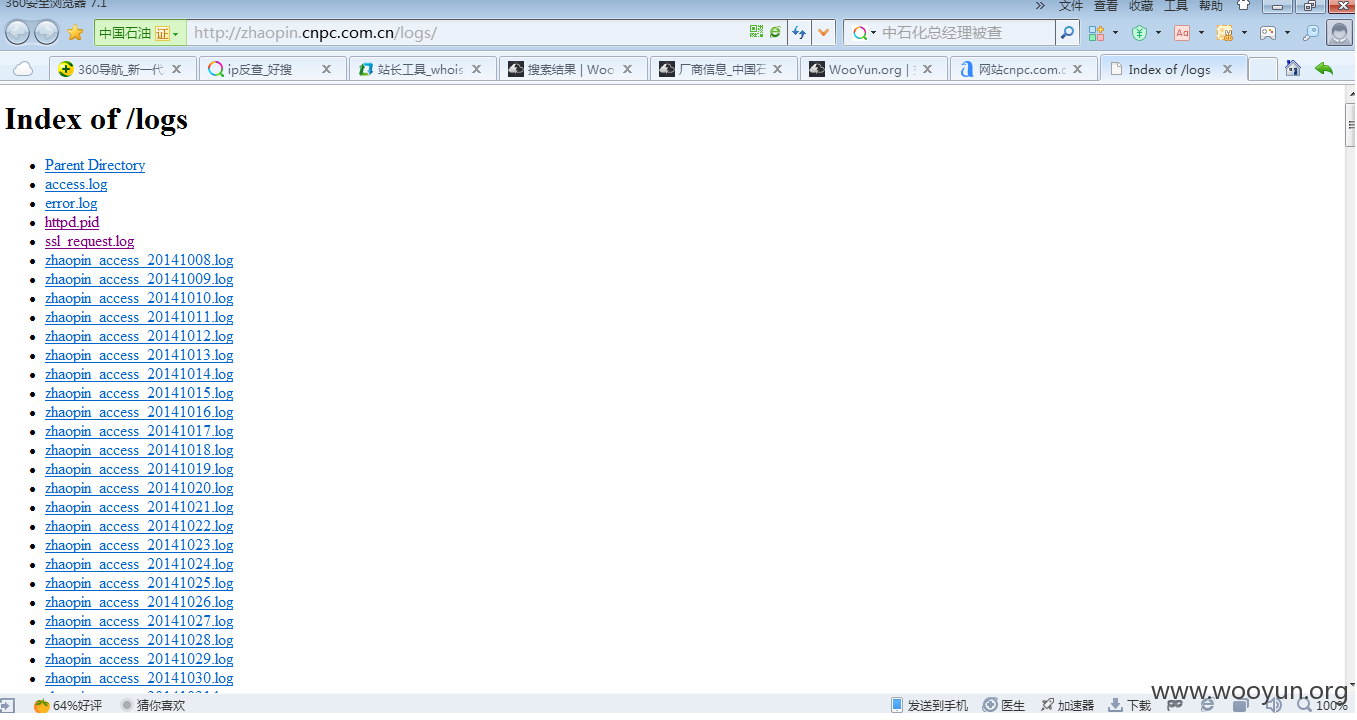 360安全浏览器 7.1
» 文件 查看 收藏 工具 帮助
中国石油 证 http://zhaopin.cnpc.com.cn/logs/ 中石化总经理被查
360导航_新一代 ip反查_好搜 站长工具_whois 搜索结果 | Woo 厂商信息_中国石 WooYun.org | 网站cnpc.com.c Index of /logs
Index of /logs
Parent Directory
access.log
error.log
httpd.pid
ssl_request.log
zhaopin_access_20141008.log
zhaopin_access_20141009.log
zhaopin_access_20141010.log
zhaopin_access_20141011.log
zhaopin_access_20141012.log
zhaopin_access_20141013.log
zhaopin_access_20141014.log
zhaopin_access_20141015.log
zhaopin_access_20141016.log
zhaopin_access_20141017.log
zhaopin_access_20141018.log
zhaopin_access_20141019.log
zhaopin_access_20141020.log
zhaopin_access_20141021.log
zhaopin_access_20141022.log
zhaopin_access_20141023.log
zhaopin_access_20141024.log
zhaopin_access_20141025.log
zhaopin_access_20141026.log
zhaopin_access_20141027.log
zhaopin_access_20141028.log
zhaopin_access_20141029.log
zhaopin_access_20141030.log
www.wooyun.org
64%好评 猜你喜欢 发送到手机 医生 加速器 下载 100%